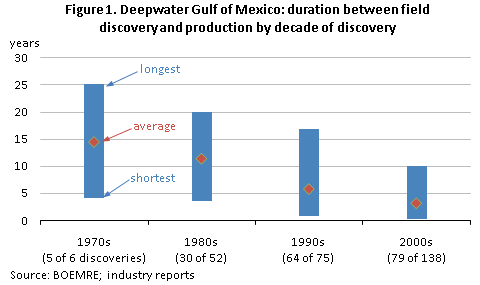 Figure 1. Deepwater Gulf of Mexico: duration between field
discovery and production by decade of discovery
years
30
longest
25
20
average
15
10
shortest
5
0
1970s 1980s 1990s 2000s
(5 of 6 discoveries) (30 of 52) (64 of 75) (79 of 138)
Source: BOEMRE; industry reports